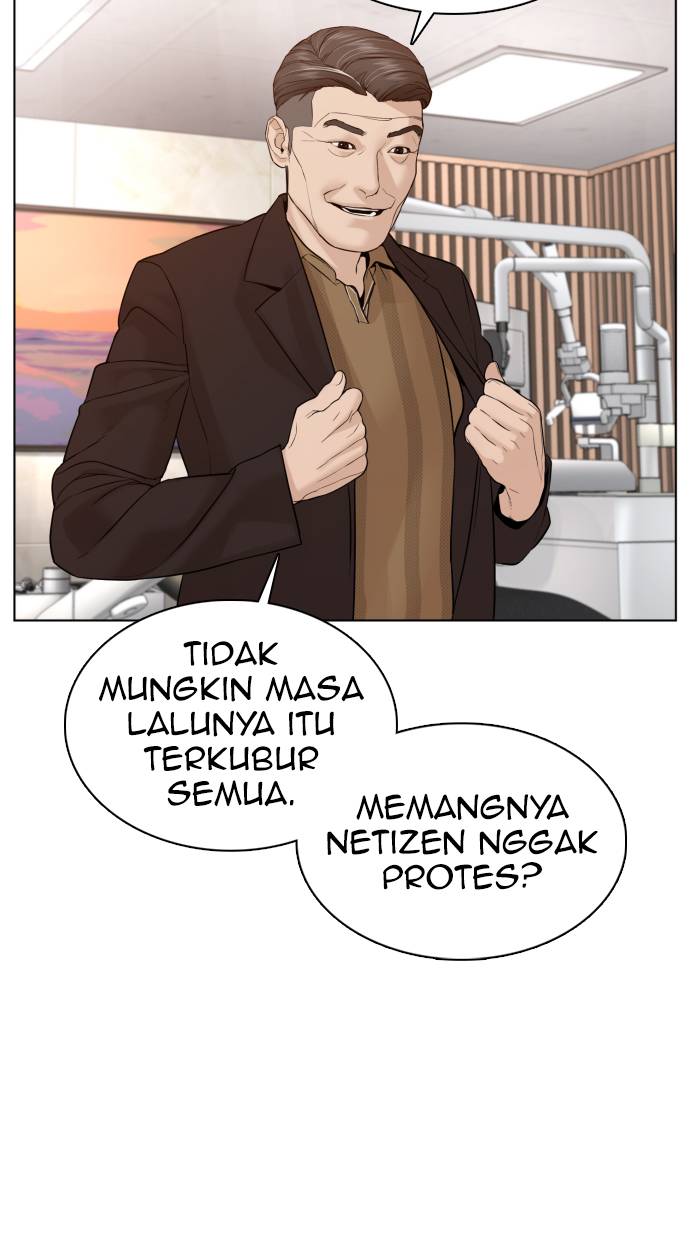 TIDAK
MUNGKIN MASA
LALUNYA ITU
TERKUBUR
SEMUA.
MEMANGNYA
NETIZEN NGGAK
PROTES?